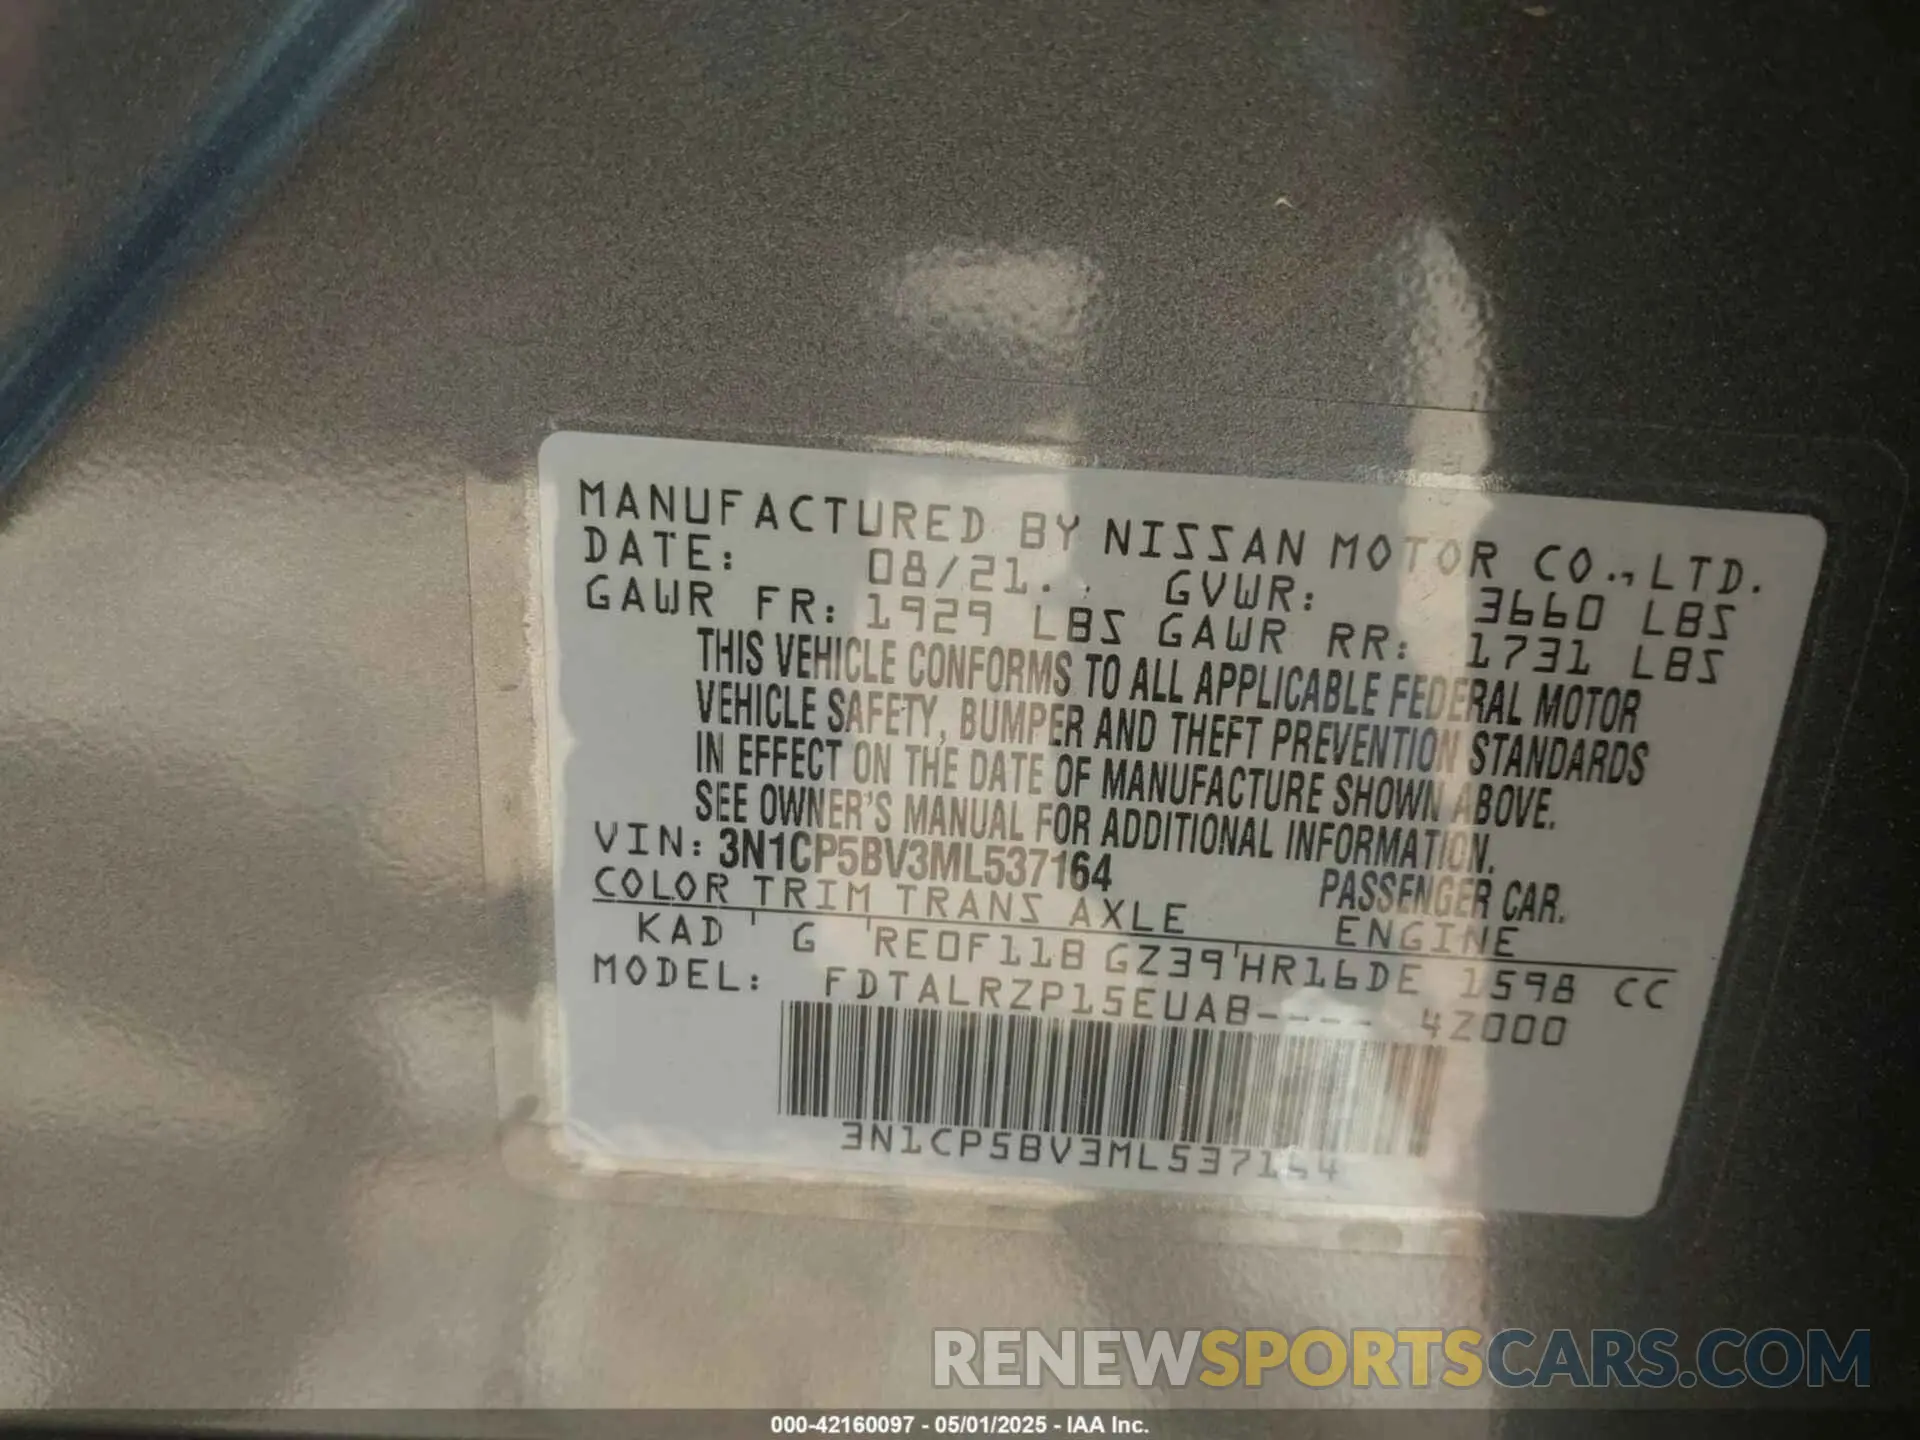 MANUFACTURED BY NISSAN MOTOR CO.,LTD.
DATE: 08/21.. GVWR: 3660 LBS
GAWR FR: 1929 LBS GAWR RR: 1731 LBS
THIS VEHICLE CONFORMS TO ALL APPLICABLE FEDERAL MOTOR
VEHICLE SAFETY, BUMPER AND THEFT PREVENTION STANDARDS
IN EFFECT ON THE DATE OF MANUFACTURE SHOWN ABOVE.
SEE OWNER'S MANUAL FOR ADDITIONAL INFORMATION.
VIN: 3N1CP5BV3ML537164 PASSENGER CAR.
COLOR TRIM TRANS AXLE ENGINE
KAD G RE0F11B GZ39 HR16DE 1598 CC
MODEL: FDTALRZP15EUAB---- 4Z000
3N1CP5BV3ML537164
RENEWSPORTSCARS.COM
000-42160097 - 05/01/2025 - IAA Inc.